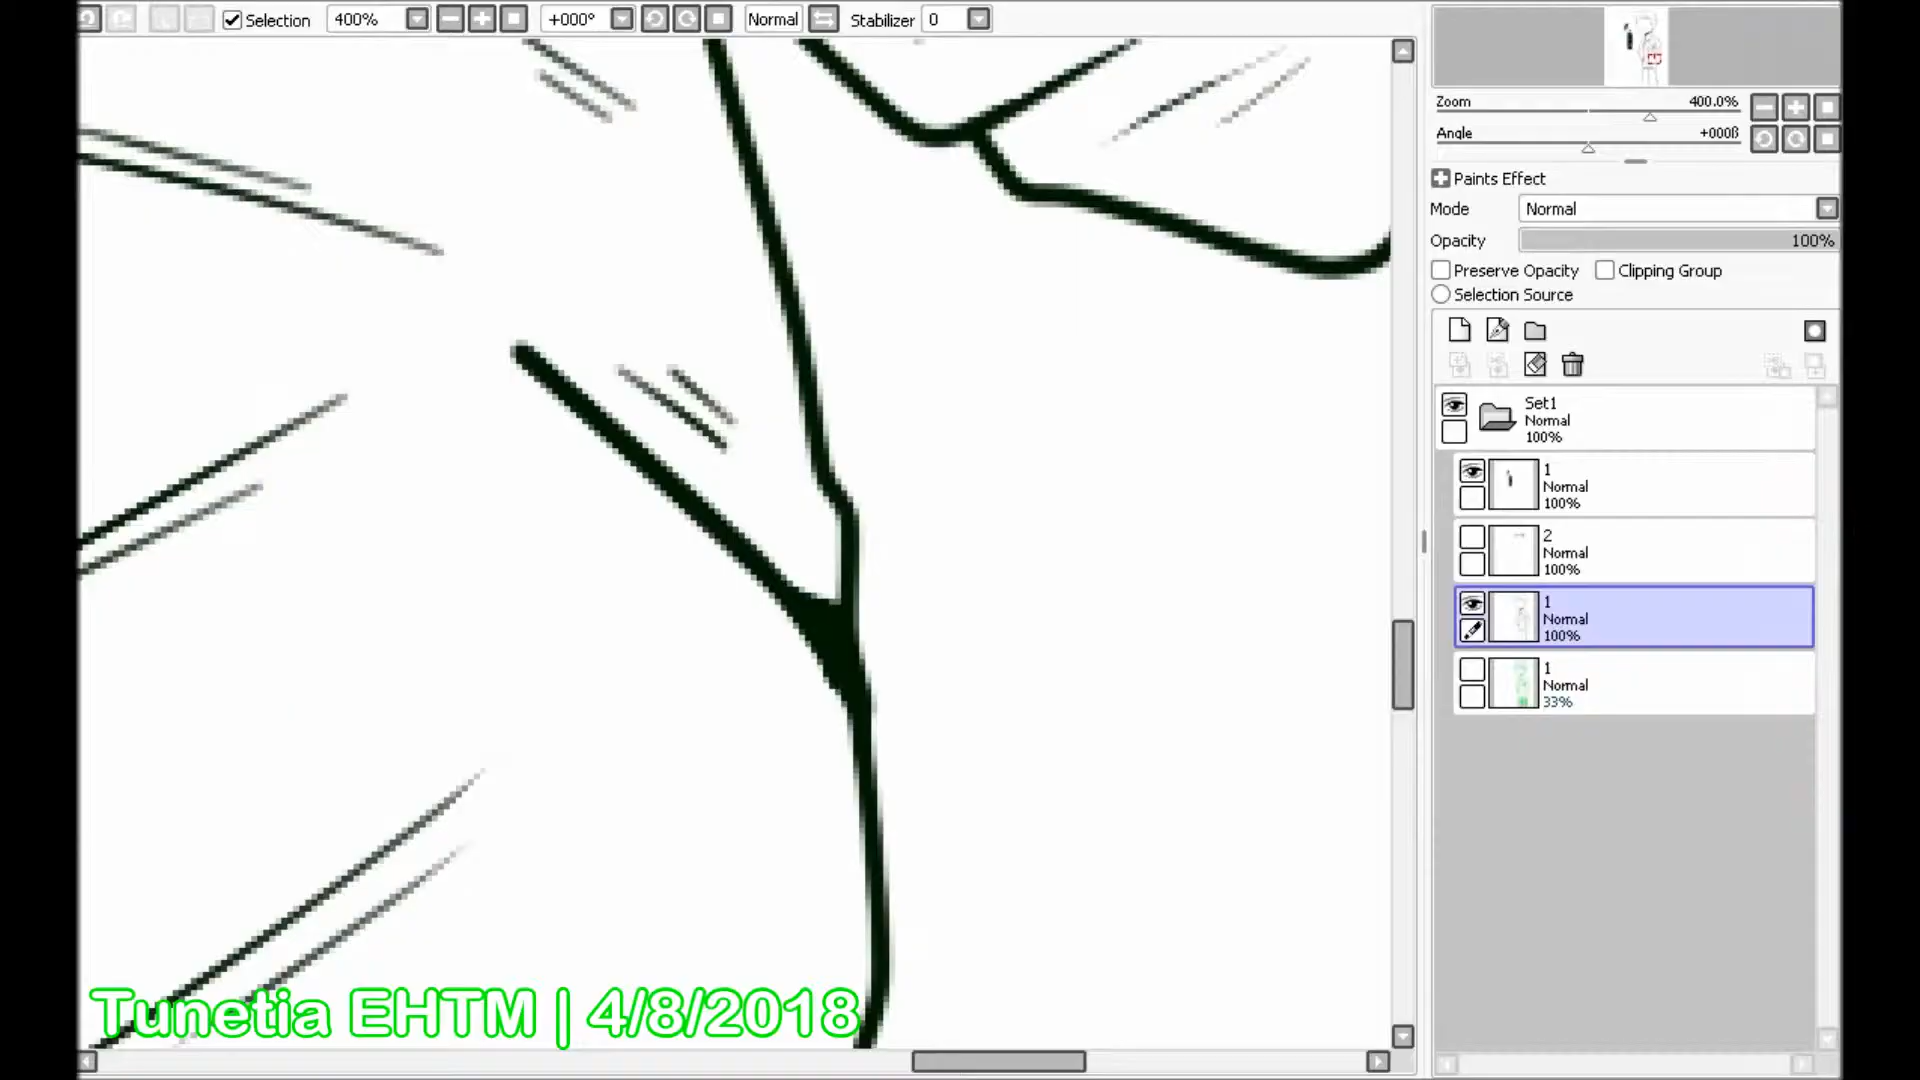 Selection 400% +000° Normal Stabilizer 0
Zoom 400.0%
Angle +000ß
Paints Effect
Mode Normal
Opacity 100%
Preserve Opacity Clipping Group
Selection Source
Set1
Normal
100%
1
Normal
100%
2
Normal
100%
1
Normal
100%
1
Normal
33%
Tunetia EHTM | 4/8/2018